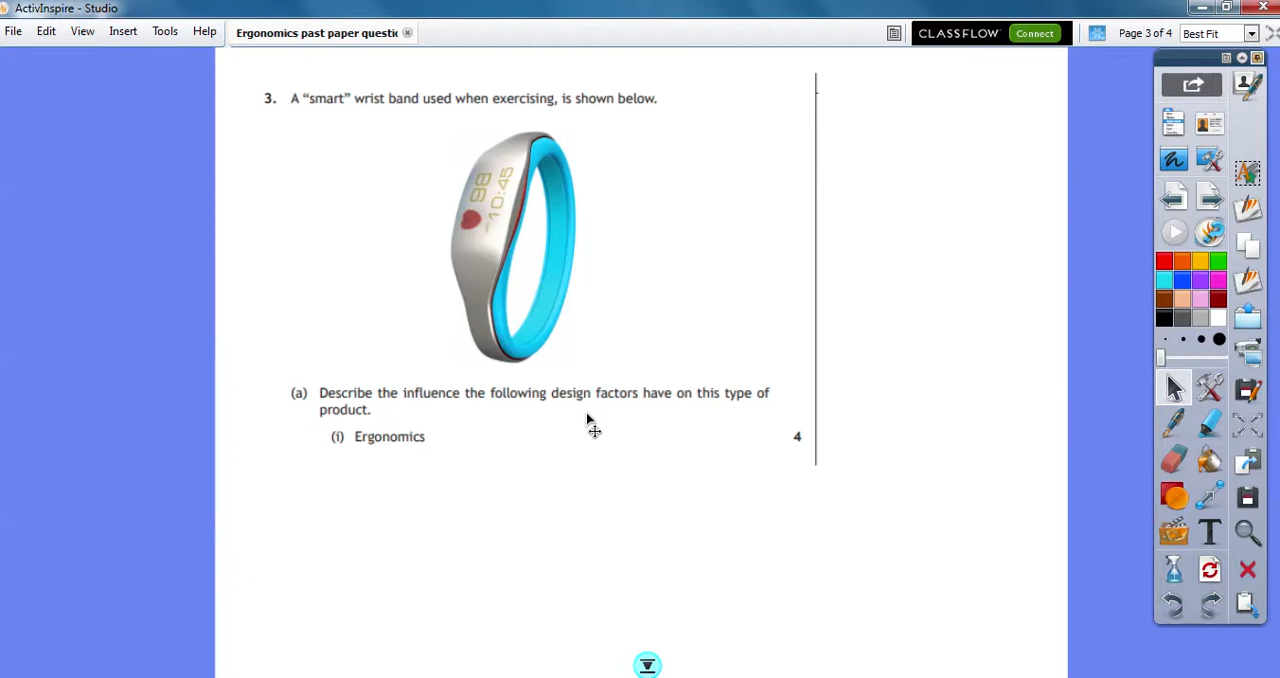 ActivInspire - Studio
File Edit View Insert Tools Help Ergonomics past paper questic CLASSFLOW Connect Page 3 of 4 Best Fit
3. A “smart” wrist band used when exercising, is shown below.
98
10:45
(a) Describe the influence the following design factors have on this type of
product.
(i) Ergonomics 4
T